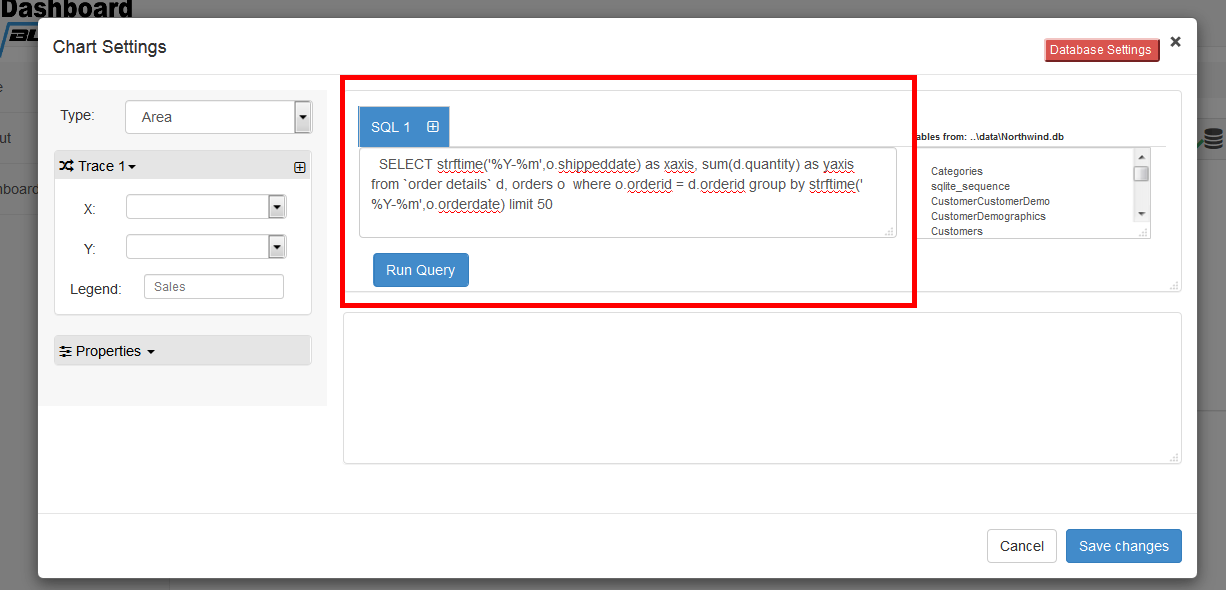 Dashboard
Chart Settings
Database Settings
×
Type:
Area
Trace 1
X:
Y:
Legend:
Sales
Properties
SQL 1
SELECT strftime('%Y-%m',o.shippeddate) as xaxis, sum(d.quantity) as yaxis
from `order details` d, orders o  where o.orderid = d.orderid group by strftime('
%Y-%m',o.orderdate) limit 50
Run Query
ables from: ..\data\Northwind.db
Categories
sqlite_sequence
CustomerCustomerDemo
CustomerDemographics
Customers
Cancel
Save changes